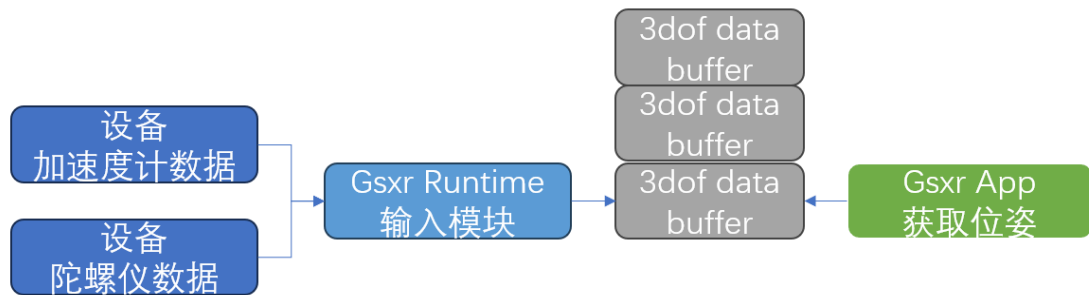 设备
加速度计数据
设备
陀螺仪数据
Gsxr Runtime
输入模块
3dof data
buffer
3dof data
buffer
3dof data
buffer
Gsxr App
获取位姿